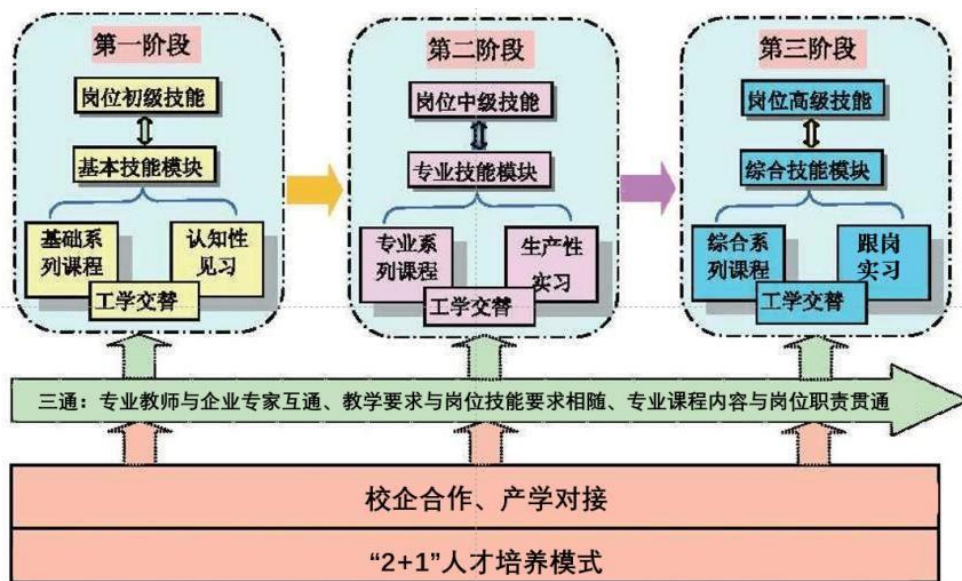 第一阶段
岗位初级技能
基本技能模块
基础系
列课程
认知性
见习
工学交替
第二阶段
岗位中级技能
专业技能模块
专业系
列课程
生产性
实习
工学交替
第三阶段
岗位高级技能
综合技能模块
综合系
列课程
跟岗
实习
工学交替
三通：专业教师与企业专家互通、教学要求与岗位技能要求相随、专业课程内容与岗位职责贯通
校企合作、产学对接
“2+1”人才培养模式